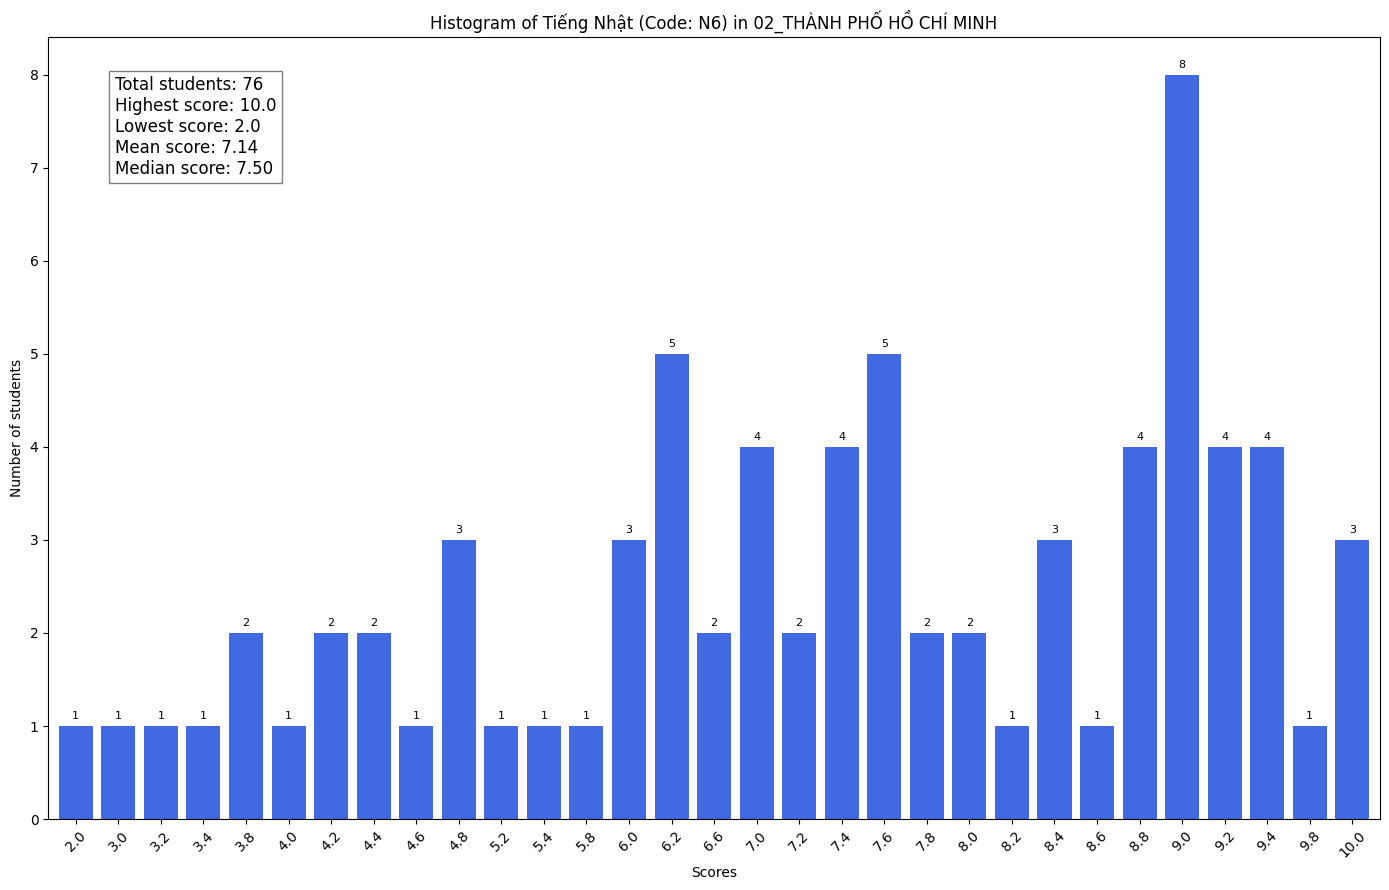 Histogram of Tiếng Nhật (Code: N6) in 02_THÀNH PHỐ HỒ CHÍ MINH
Total students: 76
Highest score: 10.0
Lowest score: 2.0
Mean score: 7.14
Median score: 7.50
Number of students
8
7
6
5
4
3
2
1
0
1 1 1 1 2 1 2 2 1 3 1 1 1 3 5 2 4 2 4 5 2 2 1 3 1 4 8 4 4 1 3
2.0 3.0 3.2 3.4 3.8 4.0 4.2 4.4 4.6 4.8 5.2 5.4 5.8 6.0 6.2 6.6 7.0 7.2 7.4 7.6 7.8 8.0 8.2 8.4 8.6 8.8 9.0 9.2 9.4 9.8 10.0
Scores